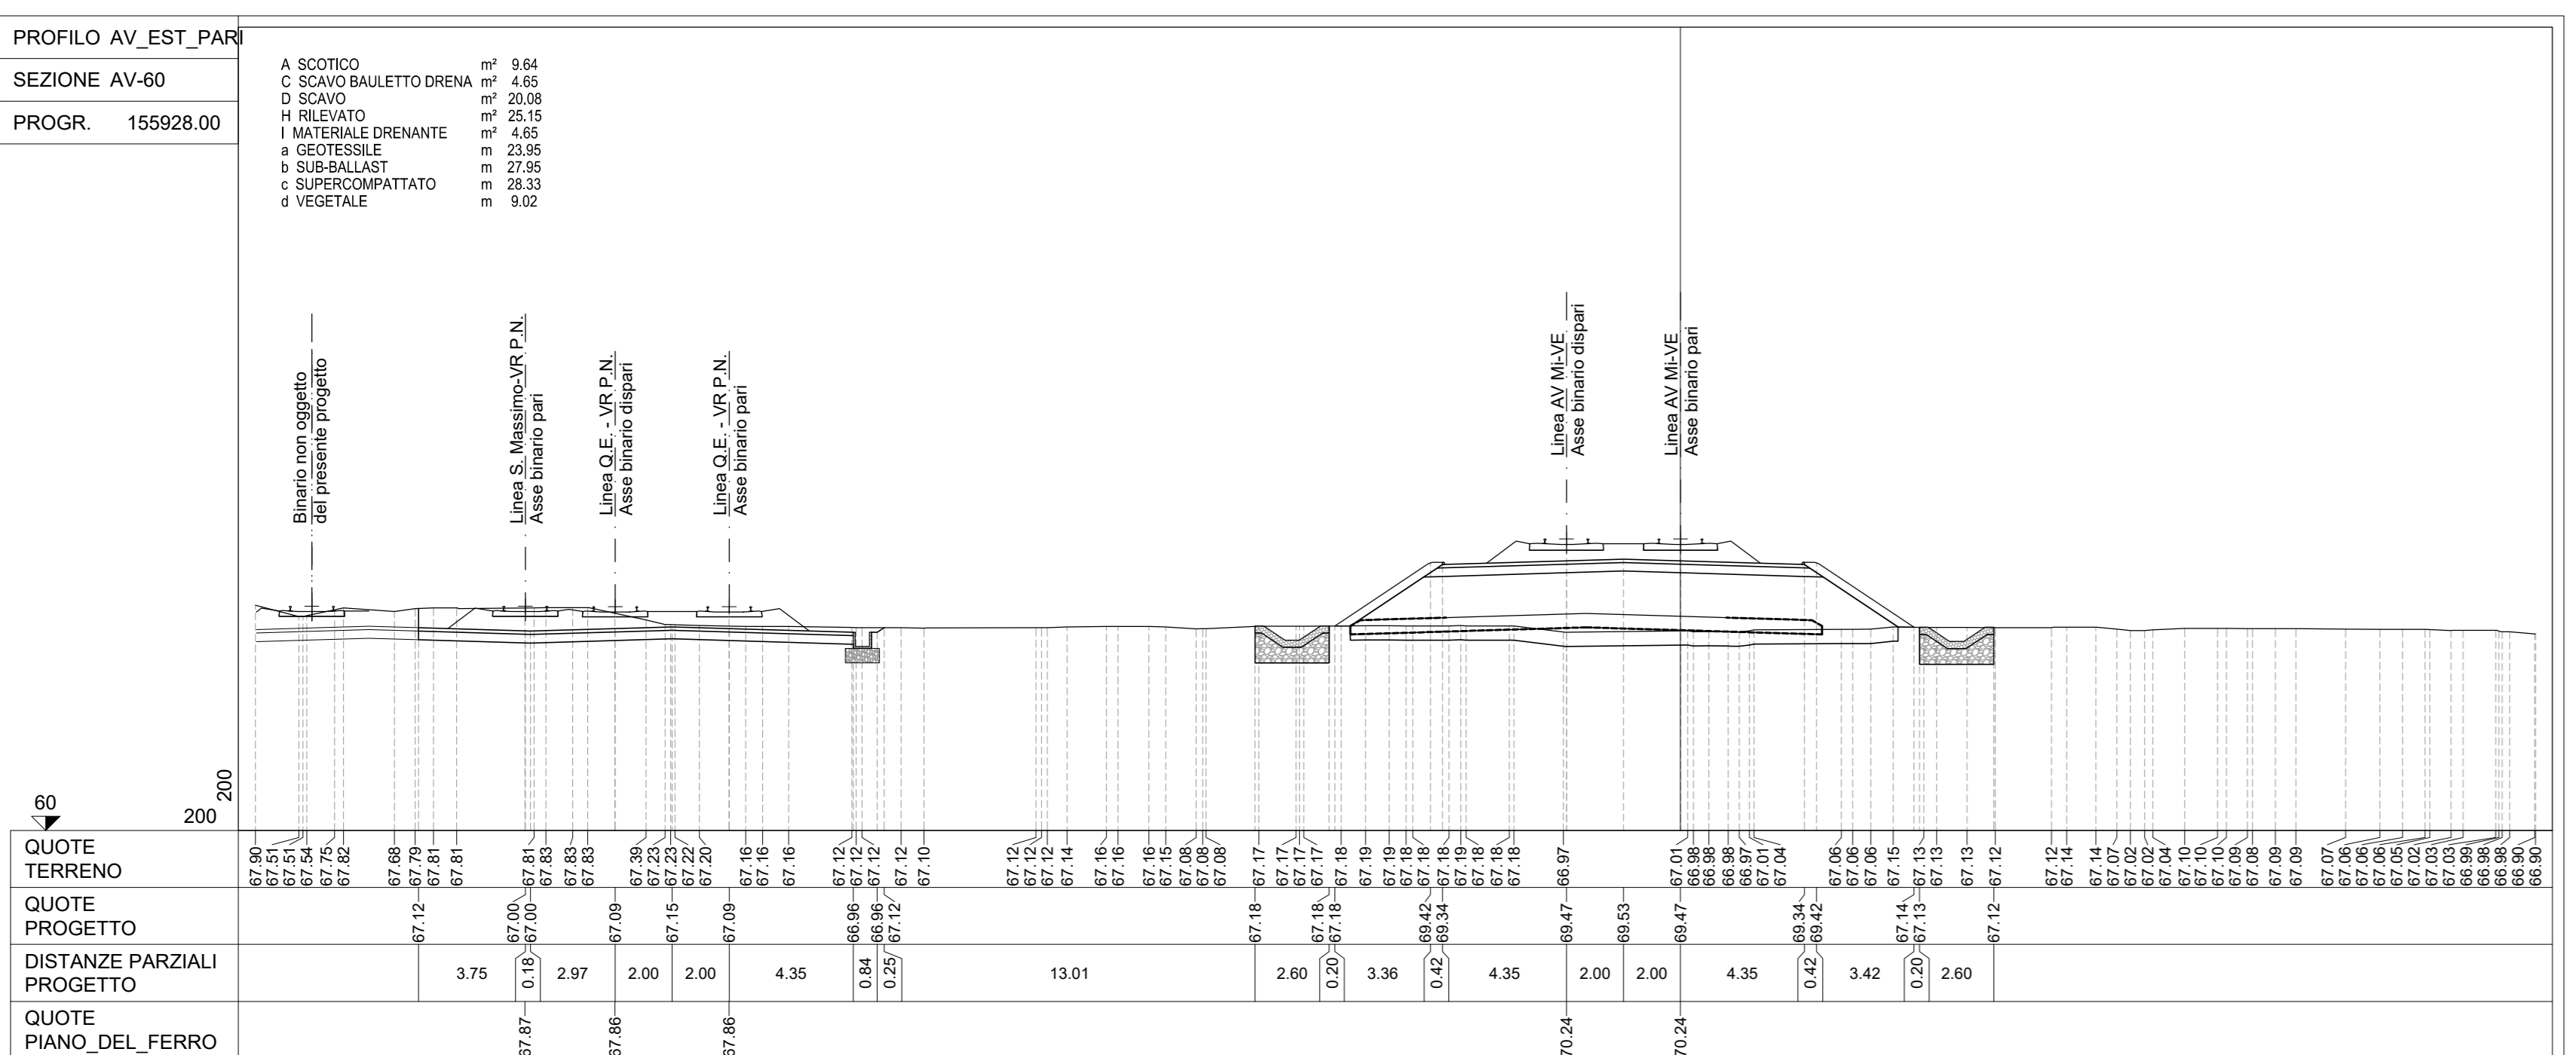 PROFILO AV_EST_PARI
SEZIONE AV-60
PROGR. 155928.00
A SCOTICO m² 9.64
C SCAVO BAULETTO DRENA m² 4.65
D SCAVO m² 20.08
H RILEVATO m² 25.15
I MATERIALE DRENANTE m² 4.65
a GEOTESSILE m 23.95
b SUB-BALLAST m 27.95
c SUPERCOMPATTATO m 28.33
d VEGETALE m 9.02
Binario non oggetto
del presente progetto
Linea S. Massimo-VR P.N.
Asse binario pari
Linea Q.E. - VR P.N.
Asse binario dispari
Linea Q.E. - VR P.N.
Asse binario pari
Linea AV Mi-VE
Asse binario dispari
Linea AV Mi-VE
Asse binario pari
60
200
200
QUOTE
TERRENO
67.90 67.51 67.51 67.54 67.75 67.82 67.68 67.79 67.81 67.81 67.81 67.83 67.83 67.83 67.39 67.23 67.23 67.22 67.20 67.16 67.16 67.16 67.12 67.12 67.12 67.12 67.10 67.12 67.12 67.12 67.14 67.16 67.16 67.16 67.15 67.08 67.08 67.08 67.17 67.17 67.17 67.17 67.18 67.18 67.19 67.19 67.18 67.18 67.18 67.19 67.18 67.18 67.18 66.97 67.01 66.98 66.98 66.98 66.97 67.01 67.04 67.06 67.06 67.06 67.15 67.13 67.13 67.13 67.12 67.12 67.14 67.14 67.07 67.02 67.02 67.04 67.10 67.10 67.10 67.09 67.08 67.09 67.09 67.07 67.06 67.06 67.06 67.05 67.02 67.03 67.03 66.99 66.98 66.98 66.90 66.90
QUOTE
PROGETTO
67.12 67.00 67.00 67.09 67.15 67.09 66.96 66.96 67.12 67.18 67.18 67.18 69.42 69.34 69.47 69.53 69.47 69.34 69.42 67.14 67.13 67.12
DISTANZE PARZIALI
PROGETTO
3.75 0.18 2.97 2.00 2.00 4.35 0.84 0.25 13.01 2.60 0.20 3.36 0.42 4.35 2.00 2.00 4.35 0.42 3.42 0.20 2.60
QUOTE
PIANO_DEL_FERRO
67.87 67.86 67.86 70.24 70.24